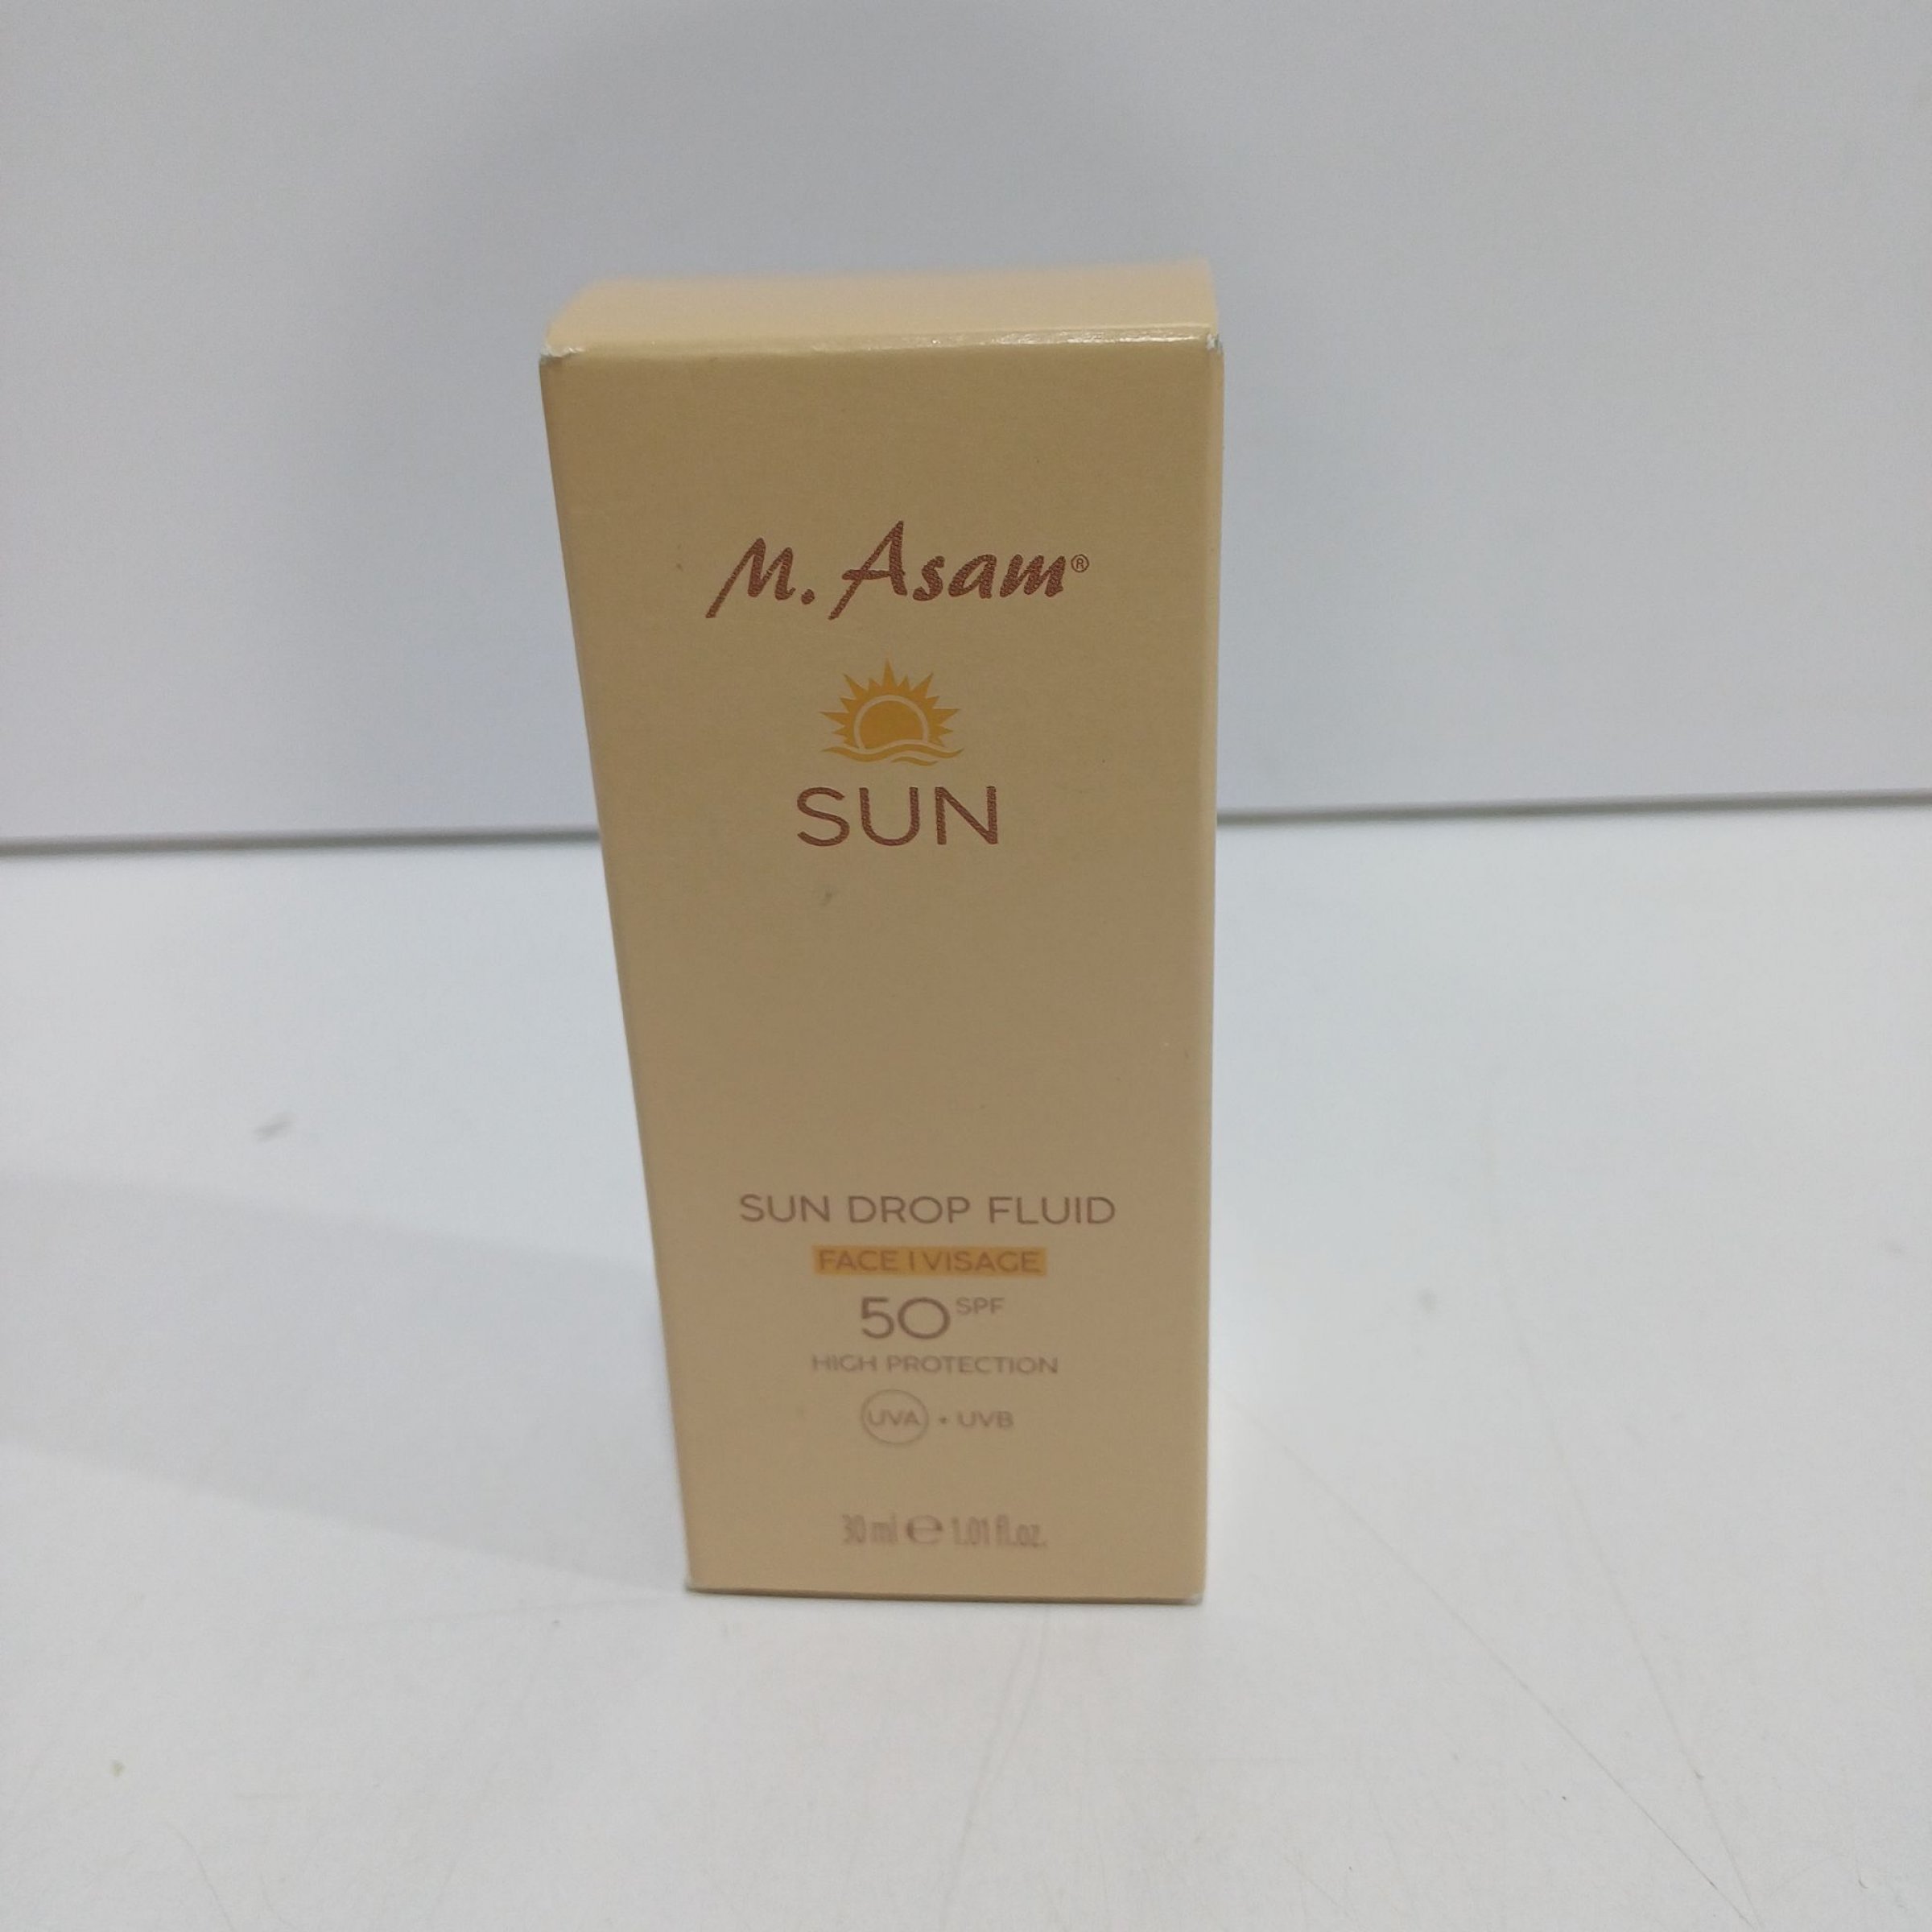 M. Asam®
SUN
SUN DROP FLUID
FACE | VISAGE
50 SPF
HIGH PROTECTION
UVA • UVB
30 ml ℮ 1.01 fl.oz.